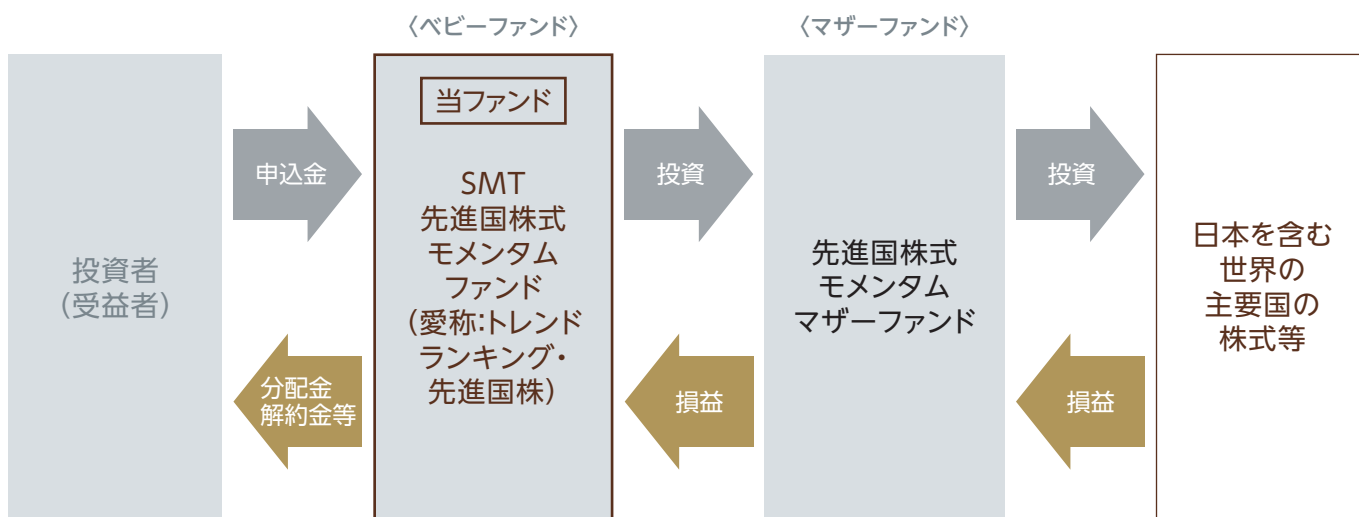 〈ベビーファンド〉
〈マザーファンド〉
投資者
(受益者)
申込金
分配金
解約金等
当ファンド
SMT
先進国株式
モメンタム
ファンド
(愛称:トレンド
ランキング・
先進国株)
投資
損益
先進国株式
モメンタム
マザーファンド
投資
損益
日本を含む
世界の
主要国の
株式等